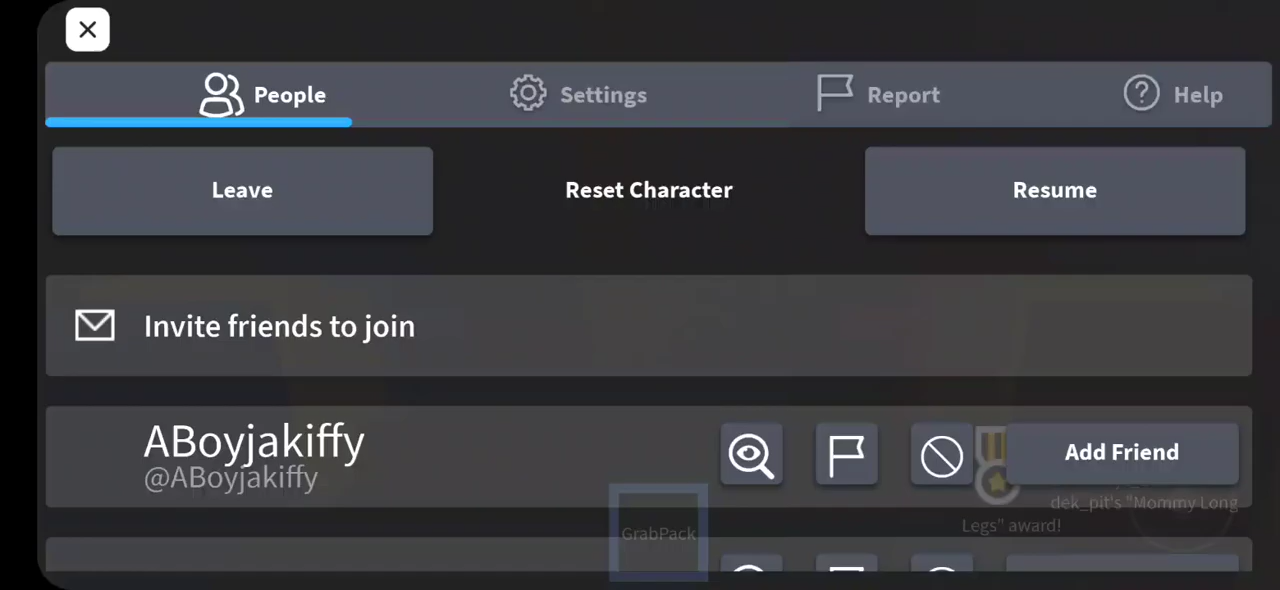 People
Settings
Report
Help
Leave
Reset Character
Resume
Invite friends to join
ABoyjakiffy
@ABoyjakiffy
Add Friend
dek_pit's "Mommy Long
Legs" award!
GrabPack